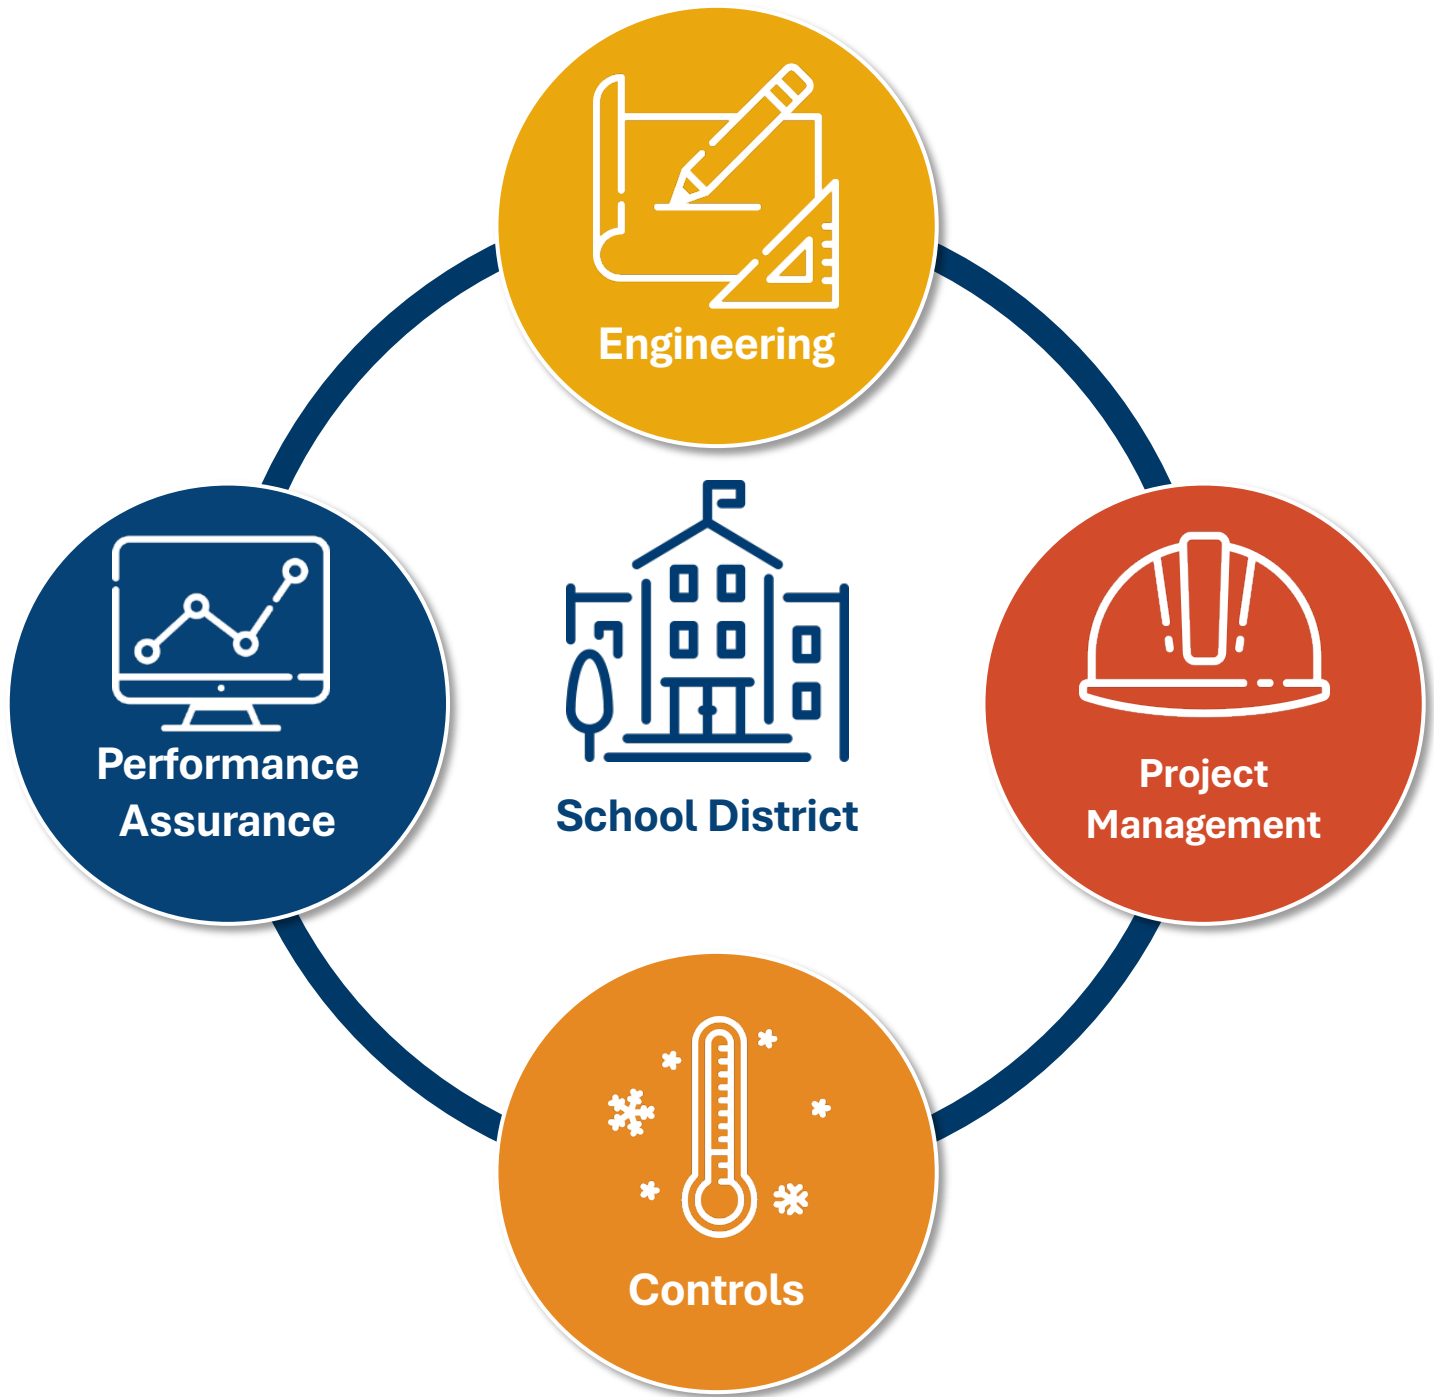 Engineering
Performance
Assurance
School District
Project
Management
Controls